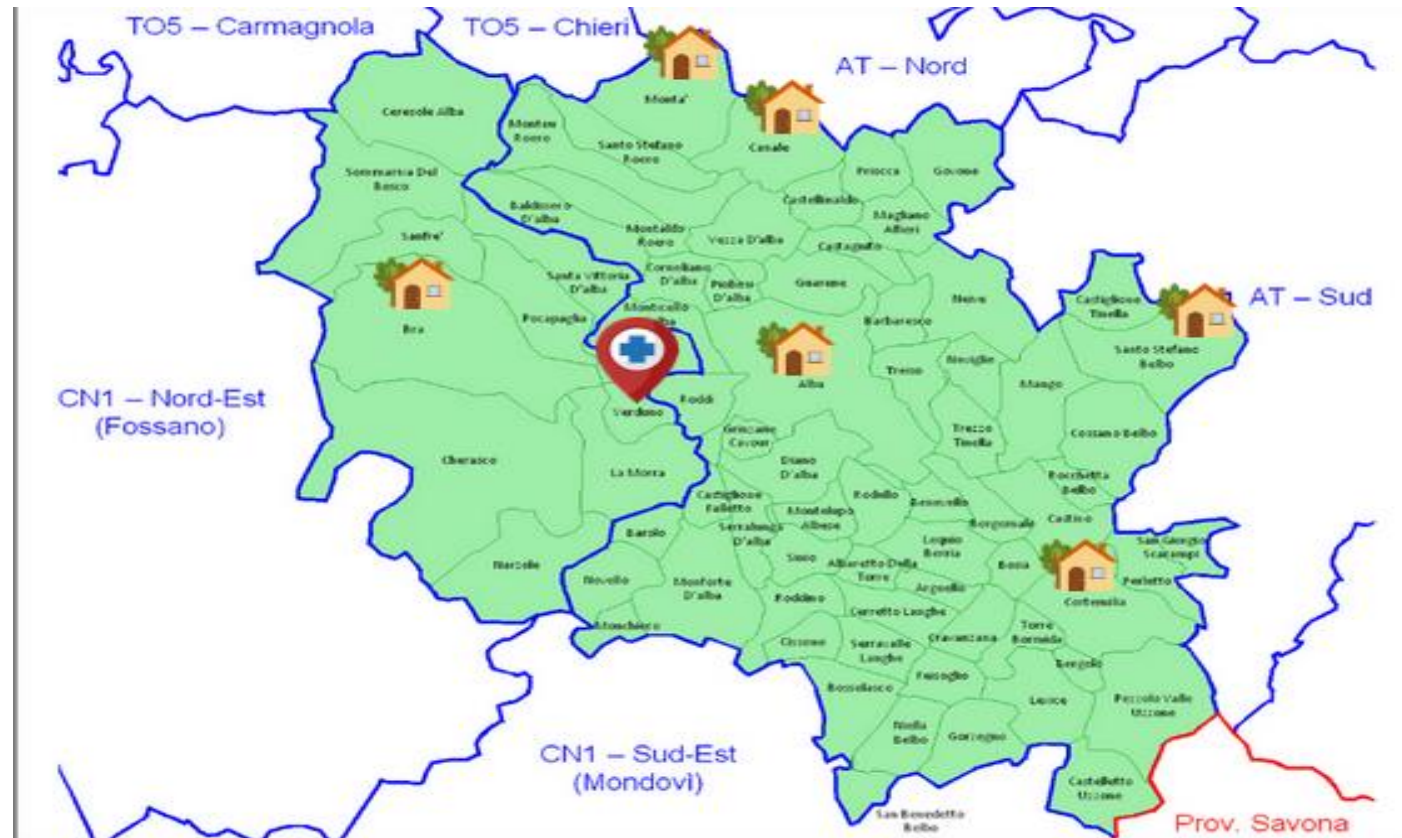 TO5 – Carmagnola
TO5 – Chieri
AT – Nord
Ceresole Alba
Monta'
Monteu
Roero
Santo Stefano
Roero
Canale
Priocca
Govone
Sommariva Del
Bosco
Baldissero
D'alba
Castellinaldo
Magliano
Alfieri
Montaldo
Roero
Vezza D'alba
Castagnito
Sanfre'
Santa Vittoria
D'alba
Corneliano
D'alba
Piobesi
D'alba
Guarene
Neive
Castiglione
Tinella
AT – Sud
Bra
Pocapaglia
Monticello
Barbaresco
Alba
Treiso
Neviglie
Mango
Santo Stefano
Belbo
CN1 – Nord-Est
(Fossano)
Verduno
Roddi
Grinzane
Cavour
Trezzo
Tinella
Cossano Belbo
Cherasco
La Morra
Diano
D'alba
Rocchetta
Belbo
Castiglione
Falletto
Rodello
Benevello
Montelupo
Albese
Serralunga
D'alba
Borgomale
Castino
Barolo
Lequio
Berria
San Giorgio
Scarampi
Narzole
Novello
Monforte
D'alba
Sinio
Albaretto Della
Torre
Bosia
Perletto
Arguello
Cortemilia
Roddino
Cerretto Langhe
Monchiero
Cissone
Serravalle
Langhe
Cravanzana
Torre
Bormida
Bergolo
Bossolasco
Feisoglio
Levice
Pezzolo Valle
Uzzone
Niella
Belbo
Gorzegno
CN1 – Sud-Est
(Mondovì)
Castelletto
Uzzone
San Benedetto
Belbo
Prov. Savona